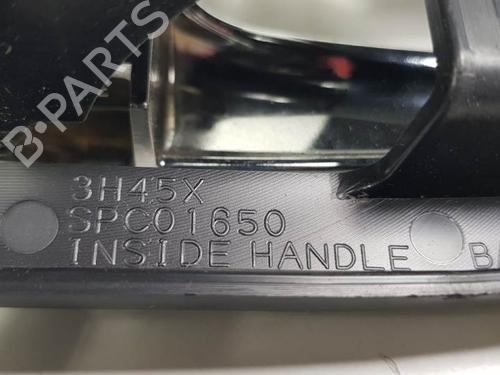 B-PARTS
3H45X
SPC01650
INSIDE HANDLE